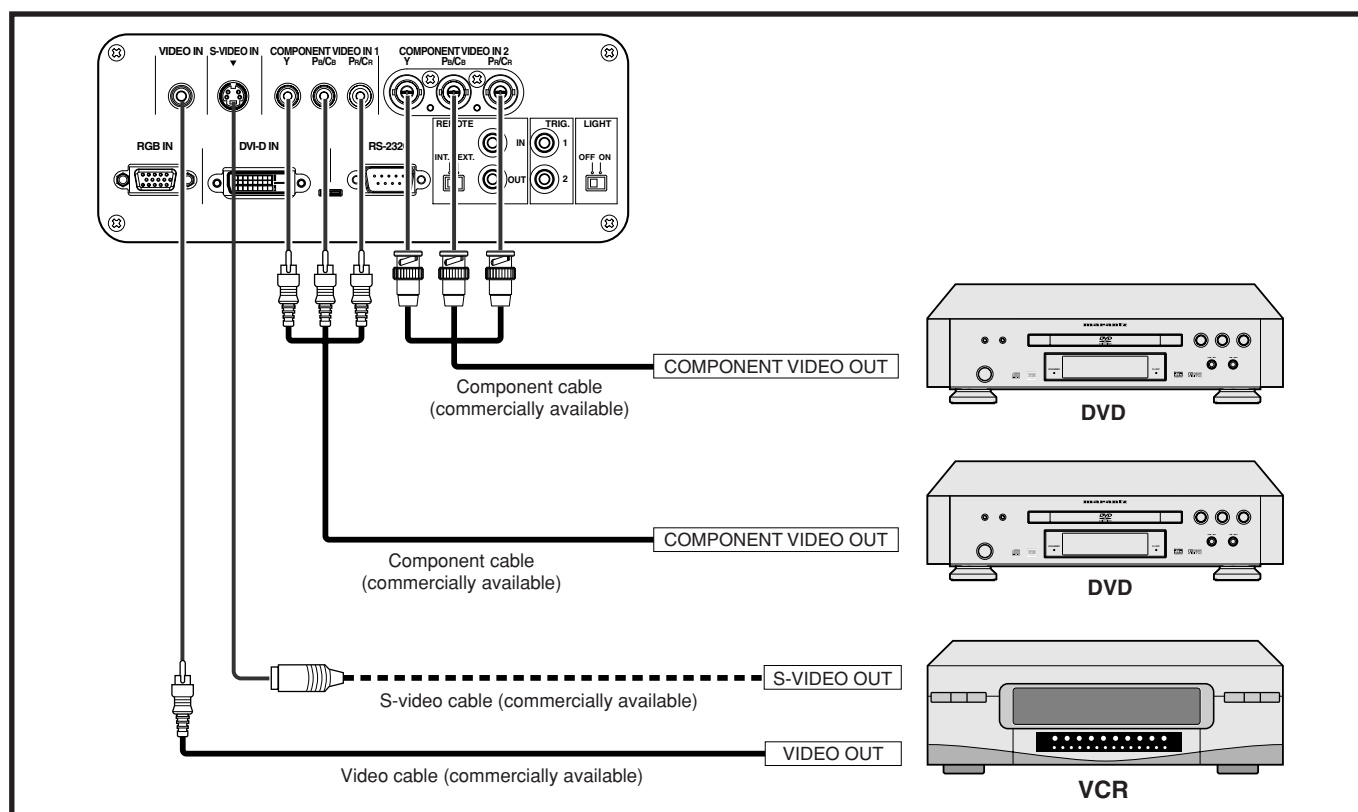 VIDEO IN S-VIDEO IN COMPONENT VIDEO IN 1 COMPONENT VIDEO IN 2
▼ Y PB/CB PR/CR Y PB/CB PR/CR
REMOTE TRIG. LIGHT
RGB IN DVI-D IN RS-232C IN 1
INT. EXT. OFF ON
OUT 2
marantz
COMPONENT VIDEO OUT
Component cable
(commercially available)
DVD
marantz
COMPONENT VIDEO OUT
Component cable
(commercially available)
DVD
S-VIDEO OUT
S-video cable (commercially available)
VIDEO OUT
Video cable (commercially available)
VCR